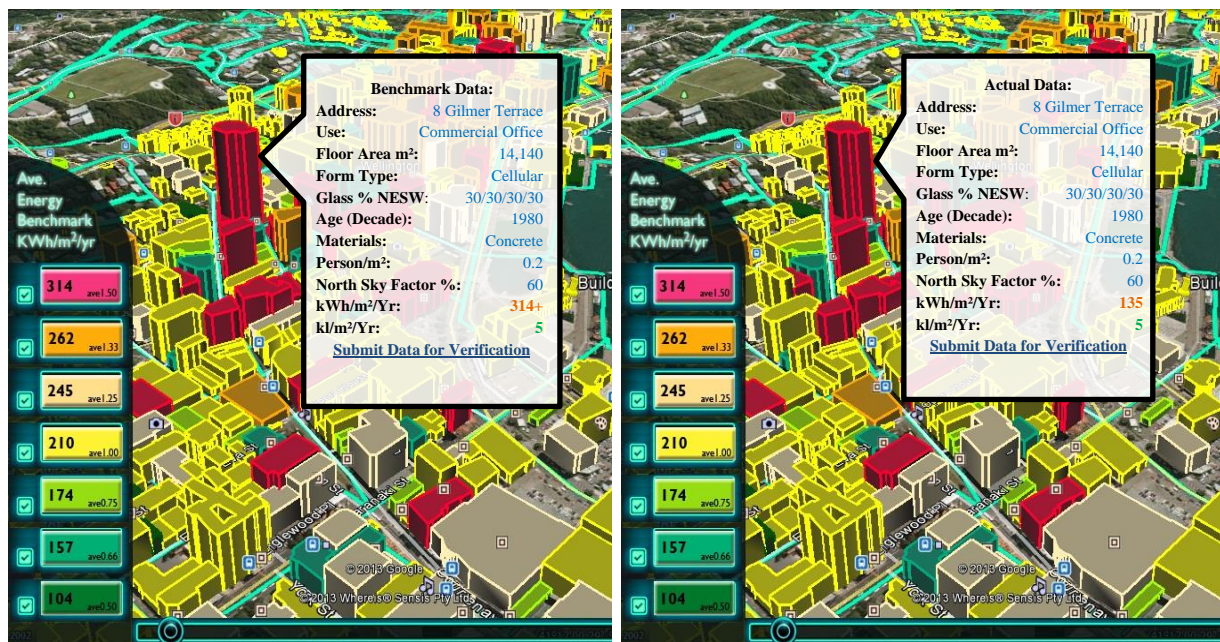 Benchmark Data:
Address: 8 Gilmer Terrace
Use: Commercial Office
Floor Area m²: 14,140
Form Type: Cellular
Glass % NESW: 30/30/30/30
Age (Decade): 1980
Materials: Concrete
Person/m²: 0.2
North Sky Factor %: 60
kWh/m²/Yr: 314+
kl/m²/Yr: 5
Submit Data for Verification
Ave.
Energy
Benchmark
KWh/m²/yr
314 ave1.50
262 ave1.33
245 ave1.25
210 ave1.00
174 ave0.75
157 ave0.66
104 ave0.50
Build
Taranaki St
© 2013 Google
©2013 Whereis® Sensis Pty Ltd
2002
Actual Data:
Address: 8 Gilmer Terrace
Use: Commercial Office
Floor Area m²: 14,140
Form Type: Cellular
Glass % NESW: 30/30/30/30
Age (Decade): 1980
Materials: Concrete
Person/m²: 0.2
North Sky Factor %: 60
kWh/m²/Yr: 135
kl/m²/Yr: 5
Submit Data for Verification
Ave.
Energy
Benchmark
KWh/m²/yr
314 ave1.50
262 ave1.33
245 ave1.25
210 ave1.00
174 ave0.75
157 ave0.66
104 ave0.50
Build
© 2013 Google
©2013 Whereis® Sensis Pty Ltd
2002